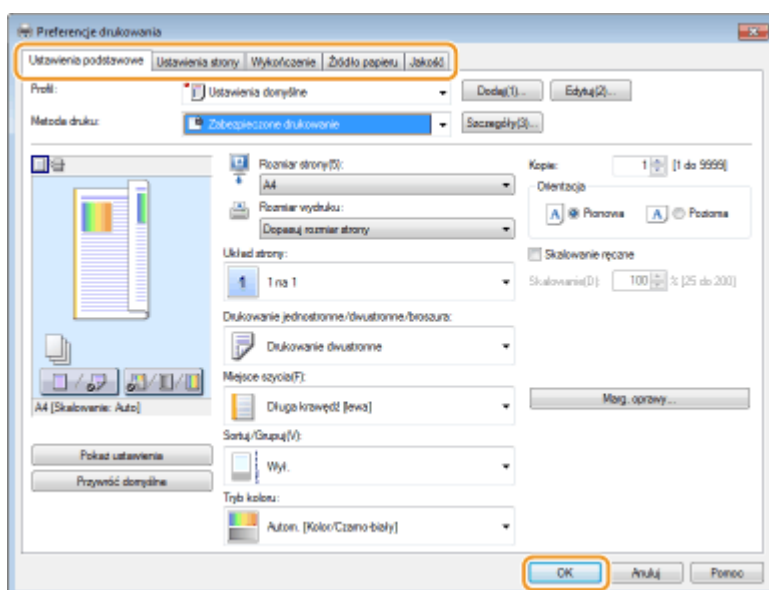 Preferencje drukowania
Ustawienia podstawowe Ustawienia strony Wykończenie Źródło papieru Jakość
Profil: Ustawienia domyślne Dodaj(1)... Edytuj(2)...
Metoda druku: Zabezpieczone drukowanie Szczegóły(3)...
Rozmiar strony(5): Kopie: 1 [1 do 9999]
A4 Orientacja
Rozmiar wydruku: A Pionowa A Pozioma
Dopasuj rozmiar strony
Układ strony: Skalowanie ręczne
1 1 na 1 Skalowanie(D): 100 % [25 do 200]
Drukowanie jednostronne/dwustronne/broszura:
Drukowanie dwustronne
Miejsce szycia(F):
A4 [Skalowanie: Auto] Długa krawędź [lewa] Marg. oprawy...
Sortuj/Grupuj(V):
Pokaż ustawienia Wył.
Przywróć domyślne
Tryb koloru:
Autom. [Kolor/Czarno-biały]
OK Anuluj Pomoc